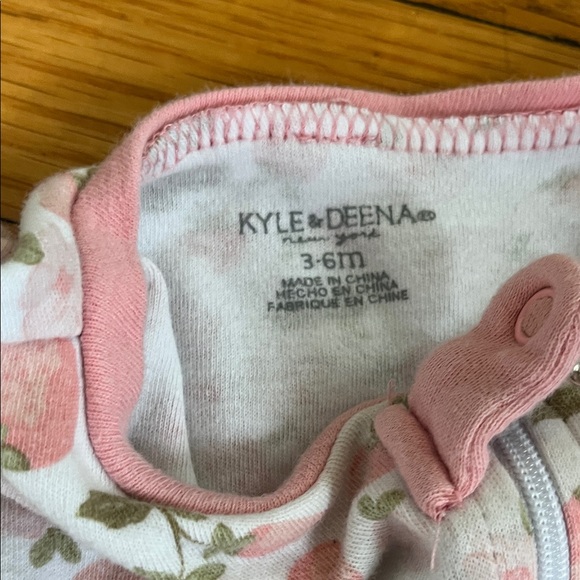 KYLE & DEENA®
new york
3-6m
MADE IN CHINA
HECHO EN CHINA
FABRIQUE EN CHINE